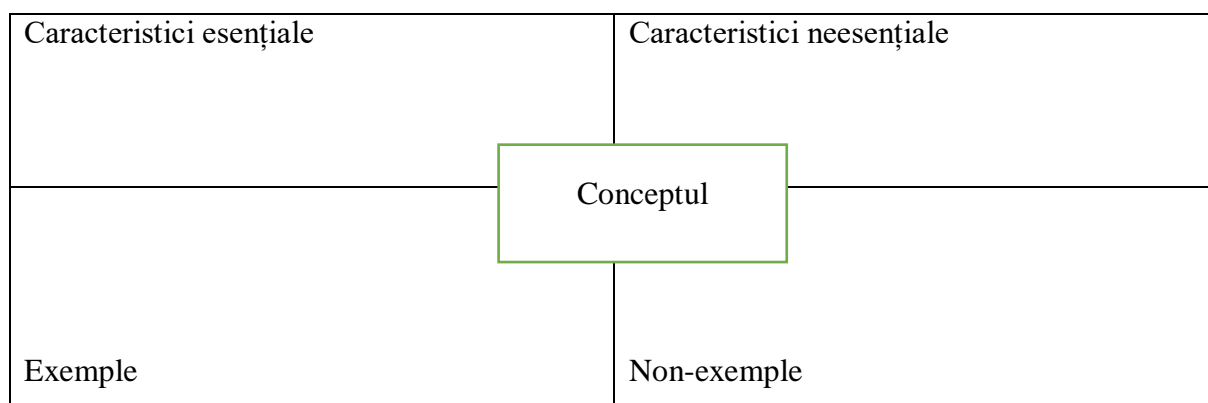 Caracteristici esențiale
Caracteristici neesențiale
Conceptul
Exemple
Non-exemple